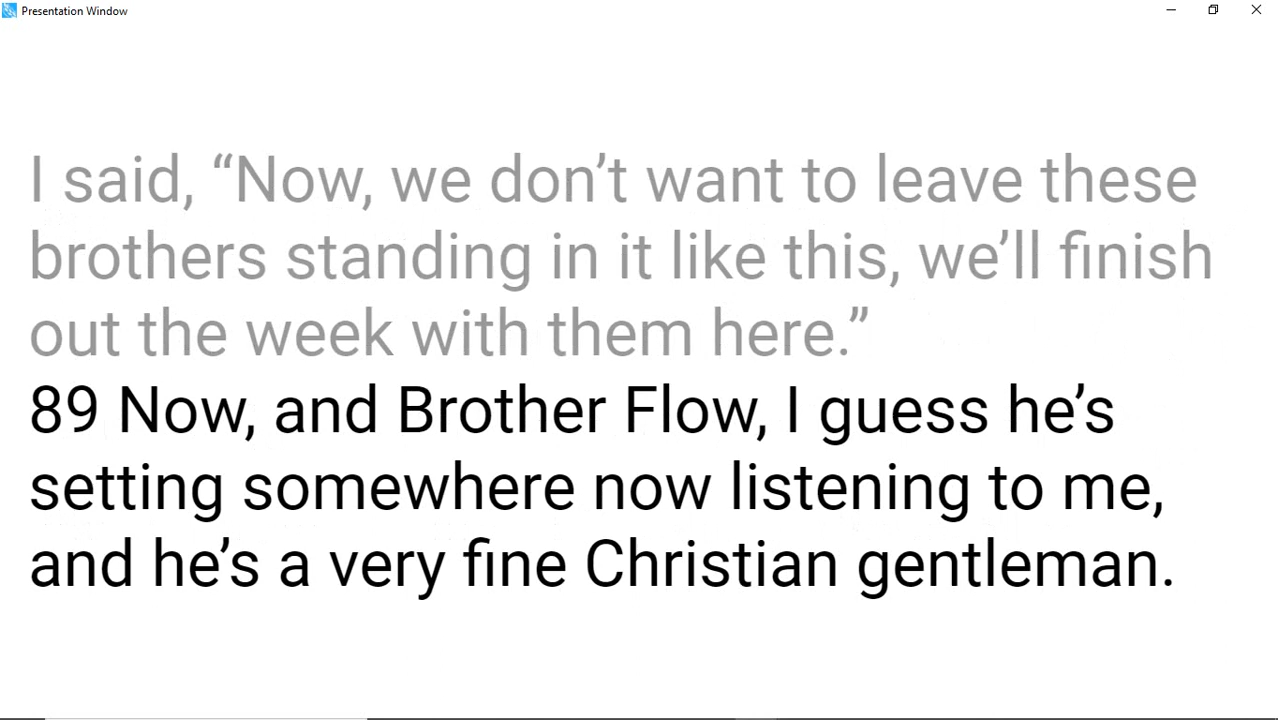 Presentation Window
I said, “Now, we don’t want to leave these
brothers standing in it like this, we’ll finish
out the week with them here.”
89 Now, and Brother Flow, I guess he’s
setting somewhere now listening to me,
and he’s a very fine Christian gentleman.